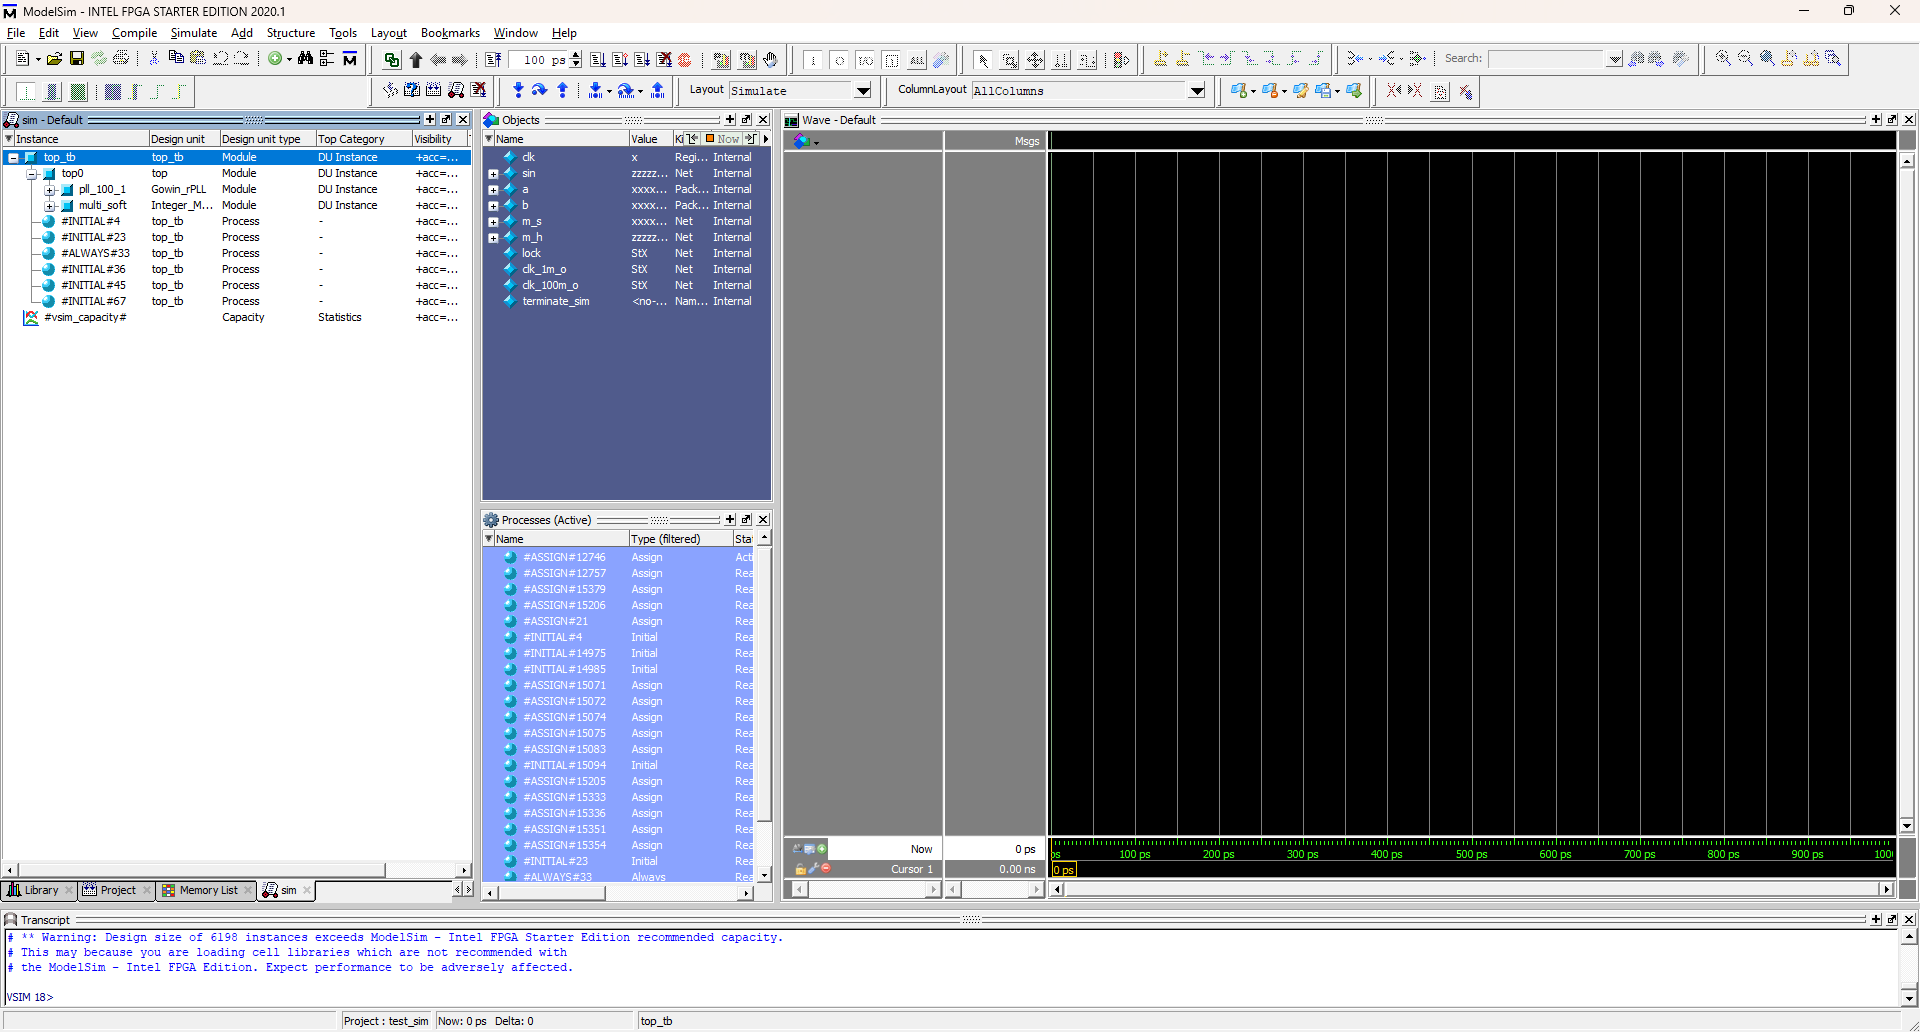 ModelSim - INTEL FPGA STARTER EDITION 2020.1
File Edit View Compile Simulate Add Structure Tools Layout Bookmarks Window Help
100 ps
Search:
Layout Simulate
ColumnLayout AllColumns
sim - Default
Instance Design unit Design unit type Top Category Visibility
top_tb top_tb Module DU Instance +acc=...
top0 top Module DU Instance +acc=...
pll_100_1 Gowin_rPLL Module DU Instance +acc=...
multi_soft Integer_M... Module DU Instance +acc=...
#INITIAL#4 top_tb Process - +acc=...
#INITIAL#23 top_tb Process - +acc=...
#ALWAYS#33 top_tb Process - +acc=...
#INITIAL#36 top_tb Process - +acc=...
#INITIAL#45 top_tb Process - +acc=...
#INITIAL#67 top_tb Process - +acc=...
#vsim_capacity# Capacity Statistics +acc=...
Library Project Memory List sim
Objects
Name Value Ki Now
clk x Regi... Internal
sin zzzzz... Net Internal
a xxxx... Pack... Internal
b xxxx... Pack... Internal
m_s xxxx... Net Internal
m_h zzzzz... Net Internal
lock StX Net Internal
clk_1m_o StX Net Internal
clk_100m_o StX Net Internal
terminate_sim <no-... Nam... Internal
Processes (Active)
Name Type (filtered) Sta
#ASSIGN#12746 Assign Acti
#ASSIGN#12757 Assign Rea
#ASSIGN#15379 Assign Rea
#ASSIGN#15206 Assign Rea
#ASSIGN#21 Assign Rea
#INITIAL#4 Initial Rea
#INITIAL#14975 Initial Rea
#INITIAL#14985 Initial Rea
#ASSIGN#15071 Assign Rea
#ASSIGN#15072 Assign Rea
#ASSIGN#15074 Assign Rea
#ASSIGN#15075 Assign Rea
#ASSIGN#15083 Assign Rea
#INITIAL#15094 Initial Rea
#ASSIGN#15205 Assign Rea
#ASSIGN#15333 Assign Rea
#ASSIGN#15336 Assign Rea
#ASSIGN#15351 Assign Rea
#ASSIGN#15354 Assign Rea
#INITIAL#23 Initial Rea
#ALWAYS#33 Always Rea
Wave - Default
Msgs
Now 0 ps
Cursor 1 0.00 ns
ps 100 ps 200 ps 300 ps 400 ps 500 ps 600 ps 700 ps 800 ps 900 ps 100
0 ps
Transcript
# ** Warning: Design size of 6198 instances exceeds ModelSim - Intel FPGA Starter Edition recommended capacity.
# This may because you are loading cell libraries which are not recommended with
# the ModelSim - Intel FPGA Edition. Expect performance to be adversely affected.
VSIM 18>
Project : test_sim Now: 0 ps Delta: 0 top_tb